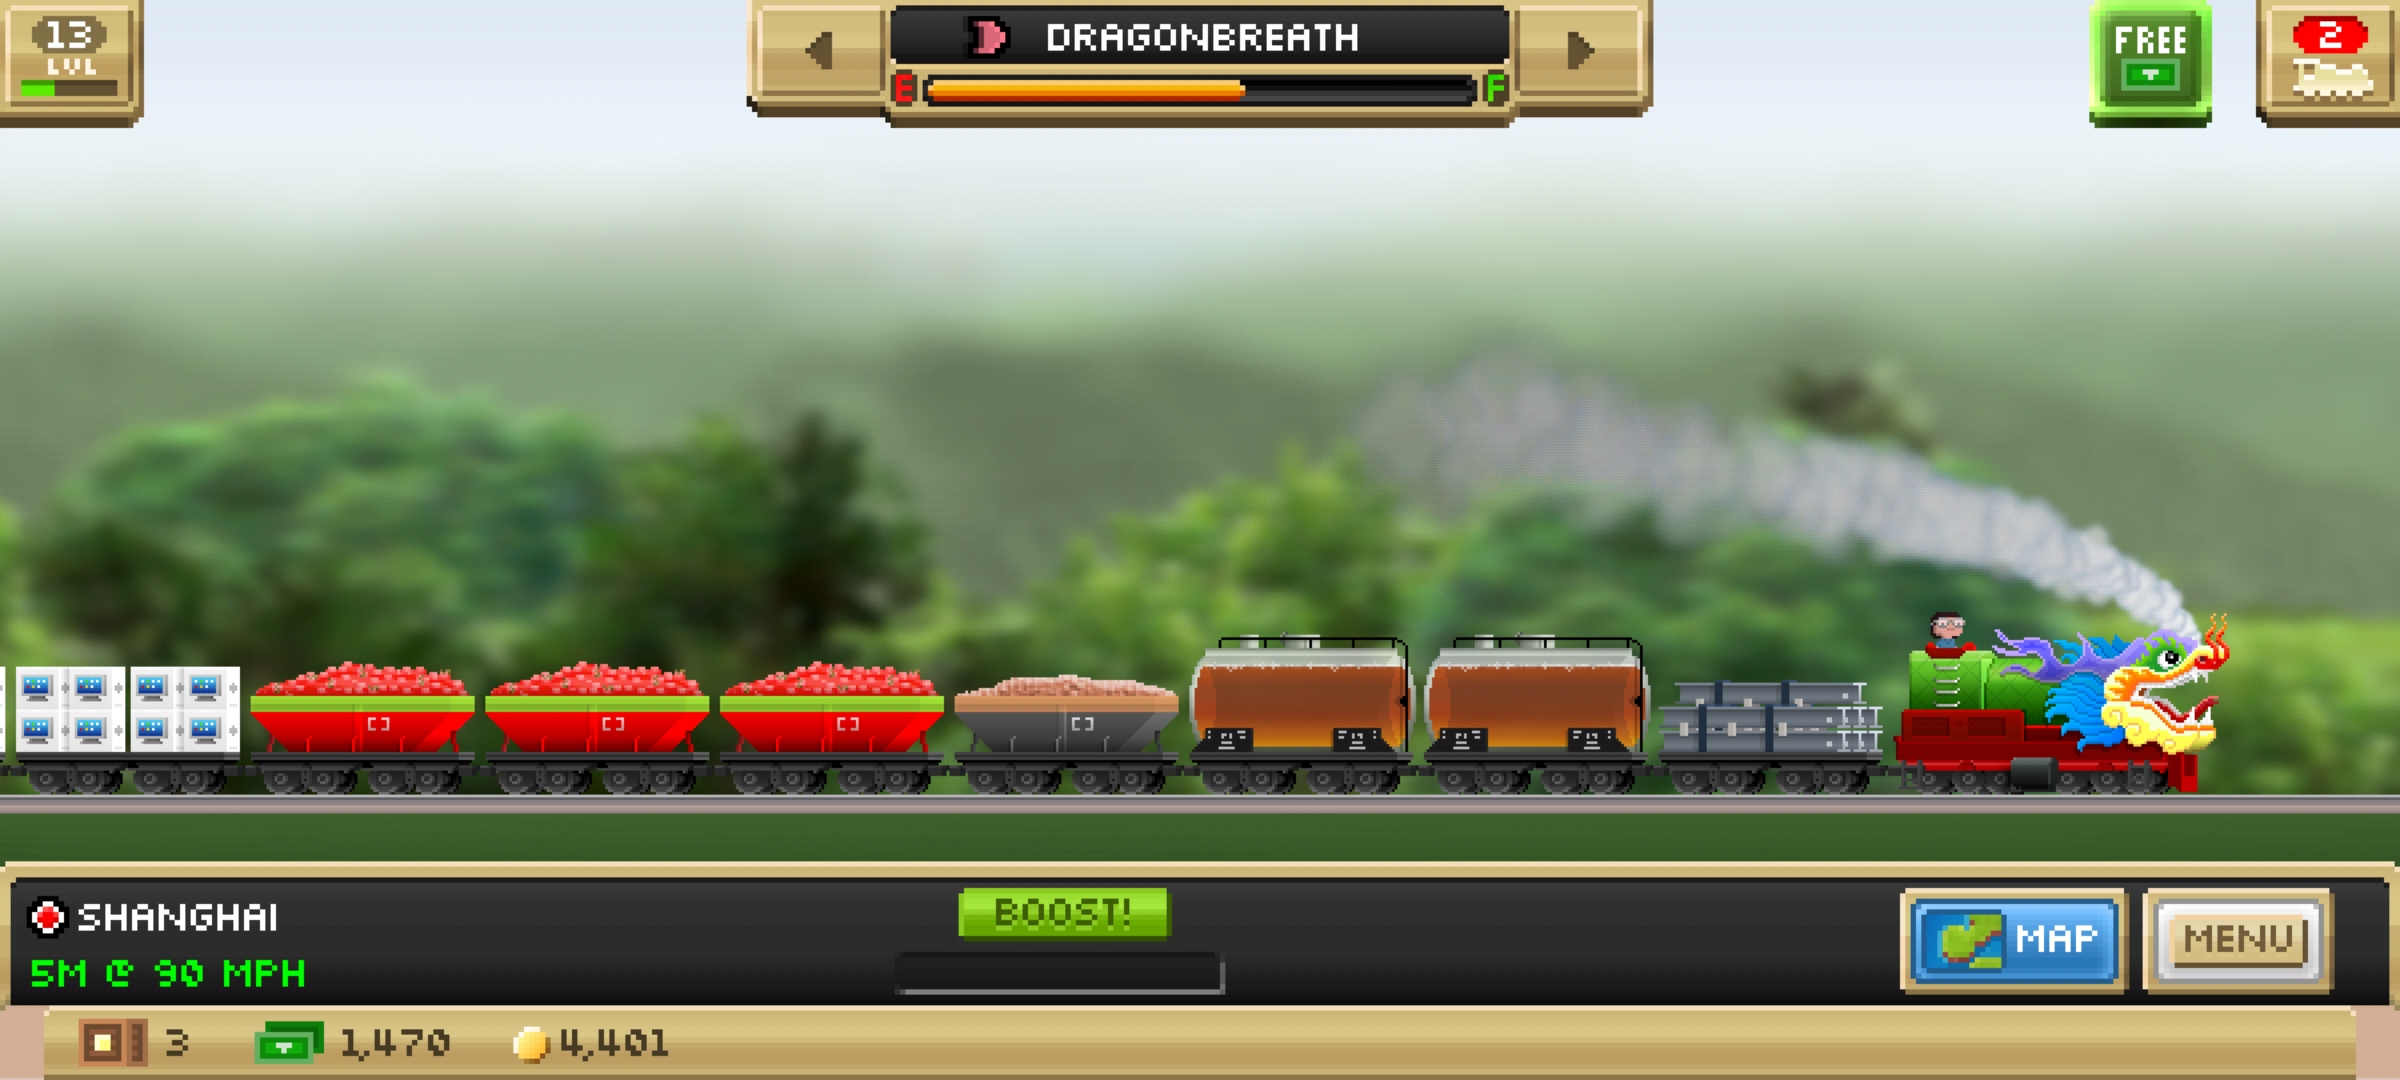 13
LVL
DRAGONBREATH
E F
FREE
2
SHANGHAI
5M @ 90 MPH
BOOST!
MAP
MENU
3 1,470 4,401